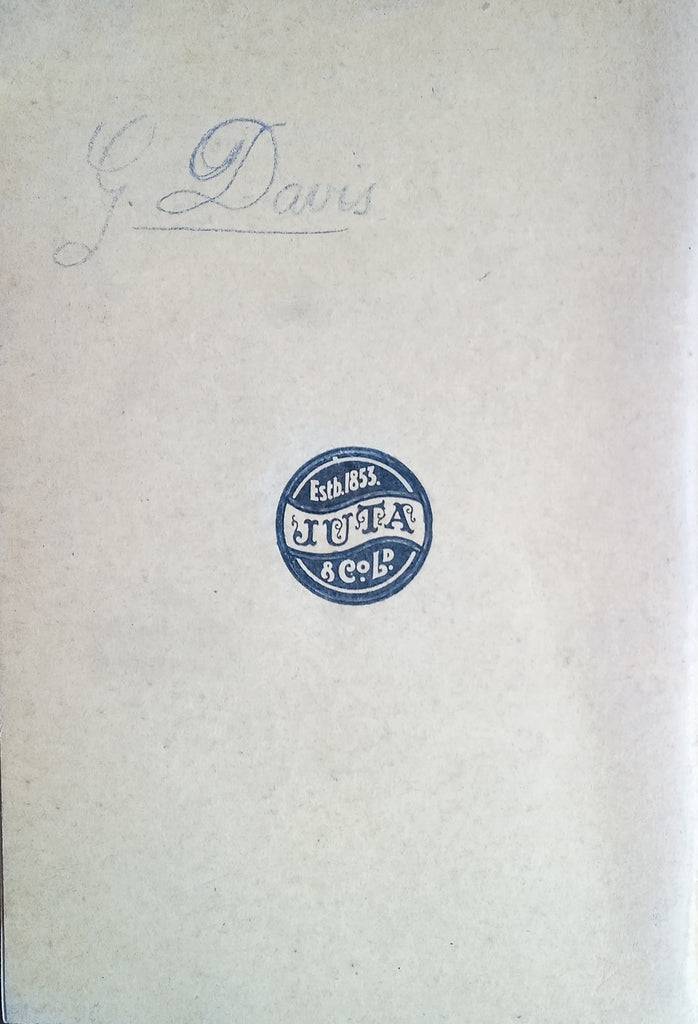 G. Davis
Estb. 1853.
JUTA
& Co. Ld.